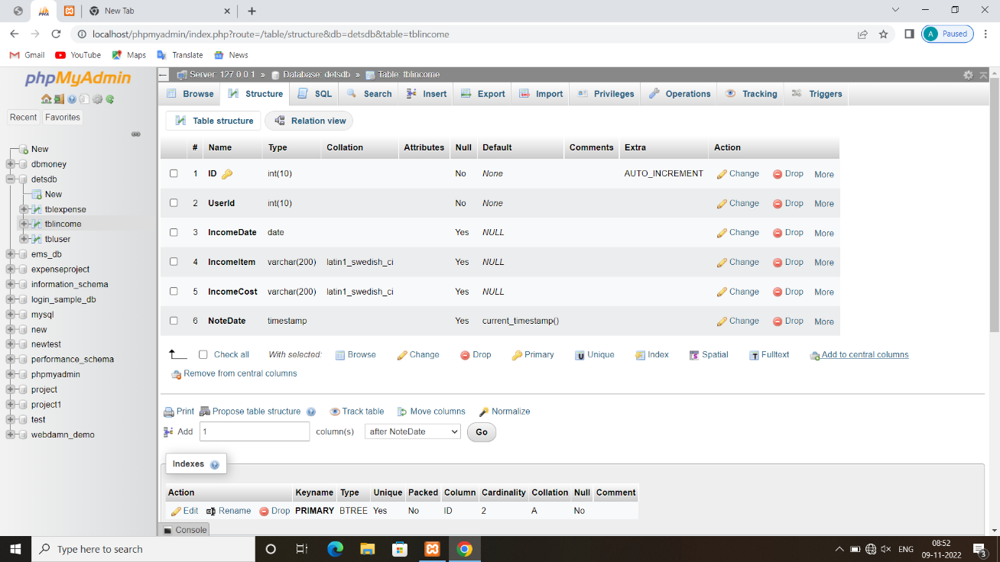 New Tab
localhost/phpmyadmin/index.php?route=/table/structure&db=detsdb&table=tblincome
A Paused
Gmail YouTube Maps Translate News
phpMyAdmin
Recent Favorites
New
dbmoney
detsdb
New
tblexpense
tblincome
tbluser
ems_db
expenseproject
information_schema
login_sample_db
mysql
new
newtest
performance_schema
phpmyadmin
project
project1
test
webdamn_demo
Server: 127.0.0.1 » Database: detsdb » Table: tblincome
Browse Structure SQL Search Insert Export Import Privileges Operations Tracking Triggers
Table structure Relation view
# Name Type Collation Attributes Null Default Comments Extra Action
1 ID int(10) No None AUTO_INCREMENT Change Drop More
2 UserId int(10) No None Change Drop More
3 IncomeDate date Yes NULL Change Drop More
4 IncomeItem varchar(200) latin1_swedish_ci Yes NULL Change Drop More
5 IncomeCost varchar(200) latin1_swedish_ci Yes NULL Change Drop More
6 NoteDate timestamp Yes current_timestamp() Change Drop More
Check all With selected: Browse Change Drop Primary Unique Index Spatial Fulltext Add to central columns
Remove from central columns
Print Propose table structure Track table Move columns Normalize
Add 1 column(s) after NoteDate Go
Indexes
Action Keyname Type Unique Packed Column Cardinality Collation Null Comment
Edit Rename Drop PRIMARY BTREE Yes No ID 2 A No
Console
Type here to search
ENG
08:52
09-11-2022
3